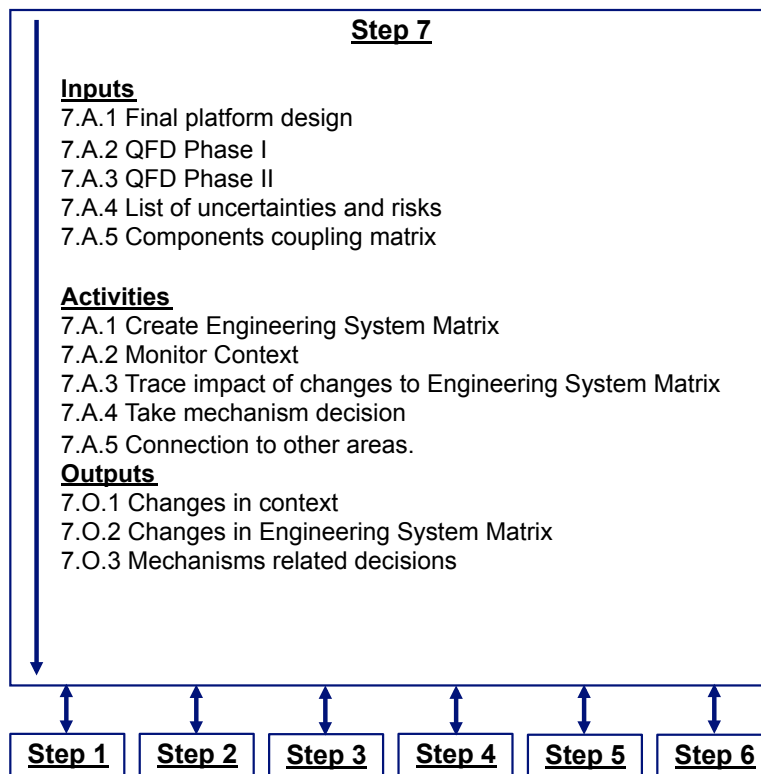 Step 7
Inputs
7.A.1 Final platform design
7.A.2 QFD Phase I
7.A.3 QFD Phase II
7.A.4 List of uncertainties and risks
7.A.5 Components coupling matrix
Activities
7.A.1 Create Engineering System Matrix
7.A.2 Monitor Context
7.A.3 Trace impact of changes to Engineering System Matrix
7.A.4 Take mechanism decision
7.A.5 Connection to other areas.
Outputs
7.O.1 Changes in context
7.O.2 Changes in Engineering System Matrix
7.O.3 Mechanisms related decisions
Step 1 Step 2 Step 3 Step 4 Step 5 Step 6